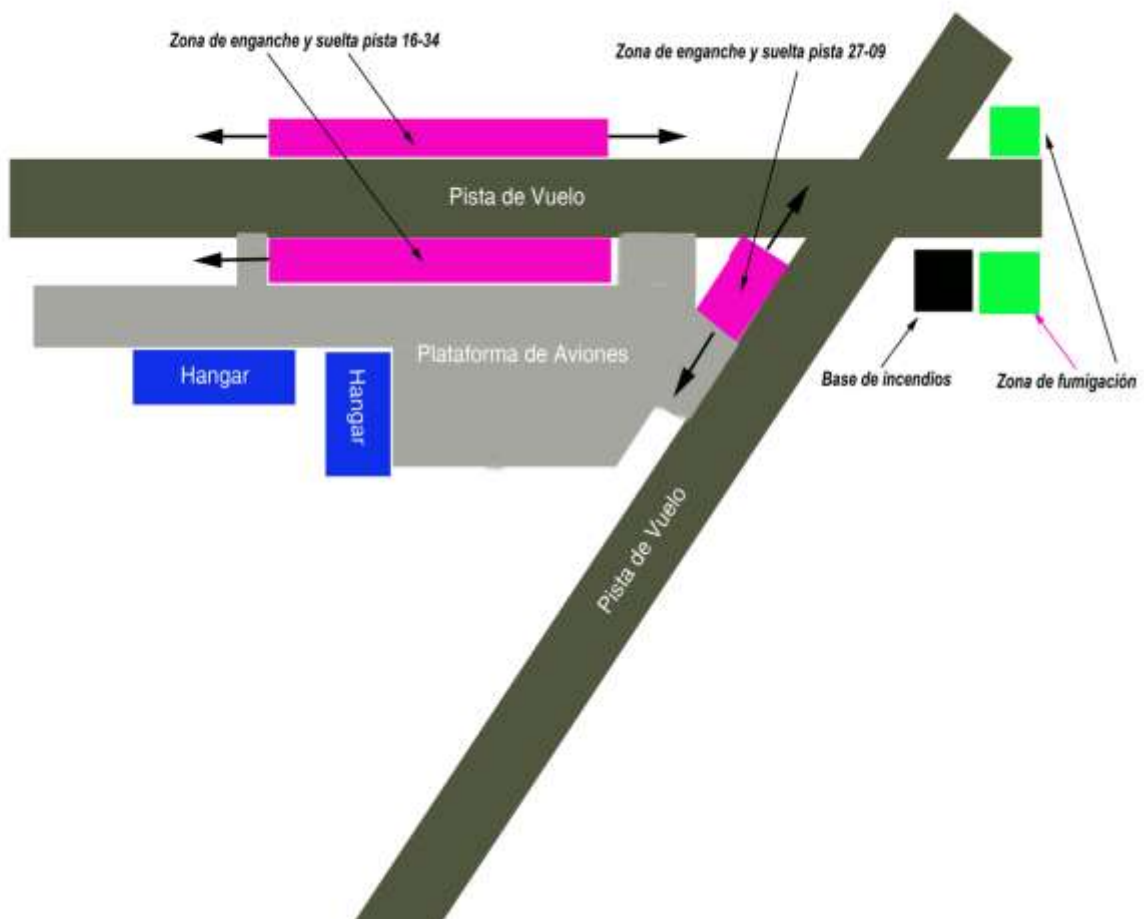 Zona de enganche y suelta pista 16-34
Zona de enganche y suelta pista 27-09
Pista de Vuelo
Plataforma de Aviones
Hangar
Hangar
Base de incendios
Zona de fumigación
Pista de Vuelo